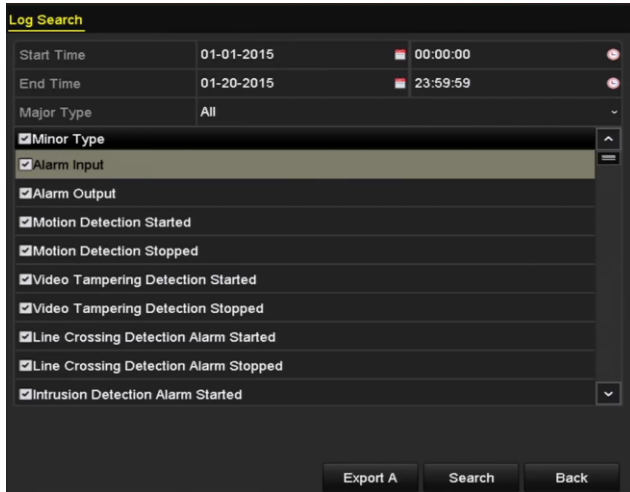 Log Search
Start Time 01-01-2015 00:00:00
End Time 01-20-2015 23:59:59
Major Type All
Minor Type
Alarm Input
Alarm Output
Motion Detection Started
Motion Detection Stopped
Video Tampering Detection Started
Video Tampering Detection Stopped
Line Crossing Detection Alarm Started
Line Crossing Detection Alarm Stopped
Intrusion Detection Alarm Started
Export A Search Back